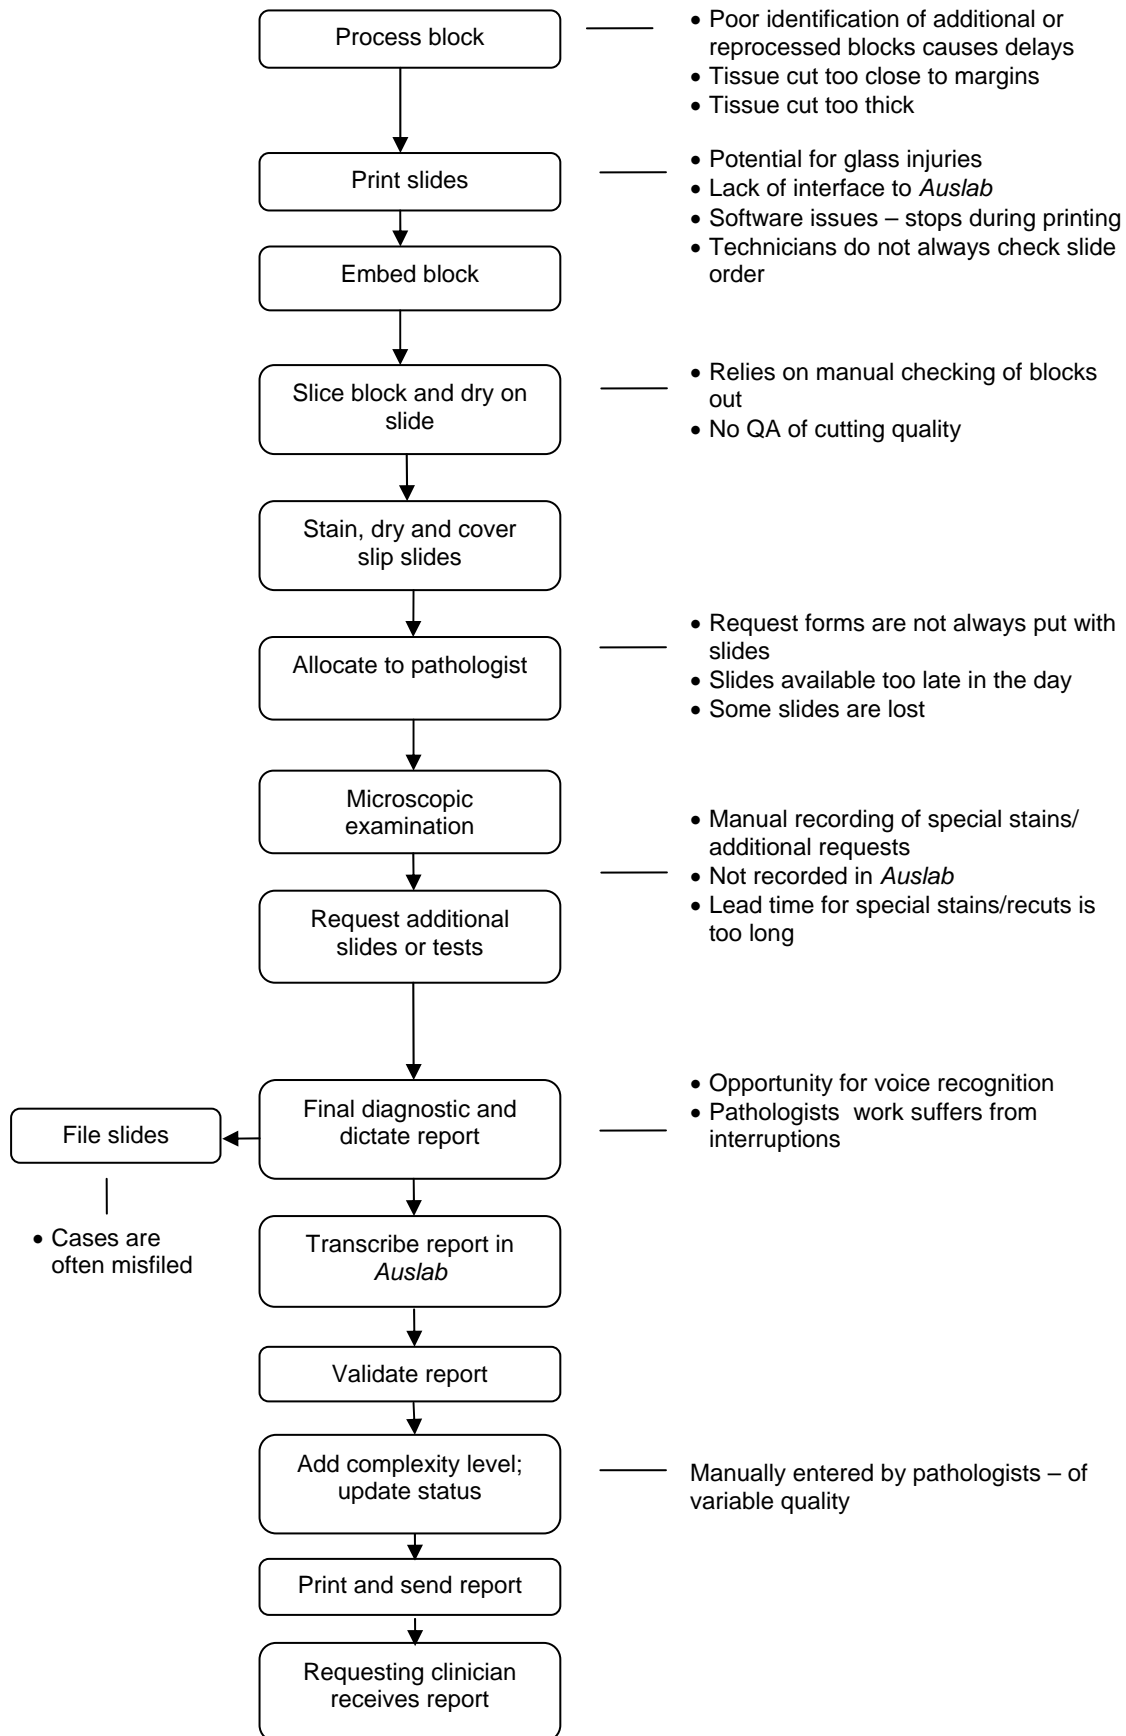 Process block
• Poor identification of additional or
reprocessed blocks causes delays
• Tissue cut too close to margins
• Tissue cut too thick
Print slides
• Potential for glass injuries
• Lack of interface to Auslab
• Software issues – stops during printing
• Technicians do not always check slide
order
Embed block
Slice block and dry on
slide
• Relies on manual checking of blocks
out
• No QA of cutting quality
Stain, dry and cover
slip slides
Allocate to pathologist
• Request forms are not always put with
slides
• Slides available too late in the day
• Some slides are lost
Microscopic
examination
• Manual recording of special stains/
additional requests
• Not recorded in Auslab
• Lead time for special stains/recuts is
too long
Request additional
slides or tests
Final diagnostic and
dictate report
• Opportunity for voice recognition
• Pathologists  work suffers from
interruptions
File slides
• Cases are
often misfiled
Transcribe report in
Auslab
Validate report
Add complexity level;
update status
Manually entered by pathologists – of
variable quality
Print and send report
Requesting clinician
receives report